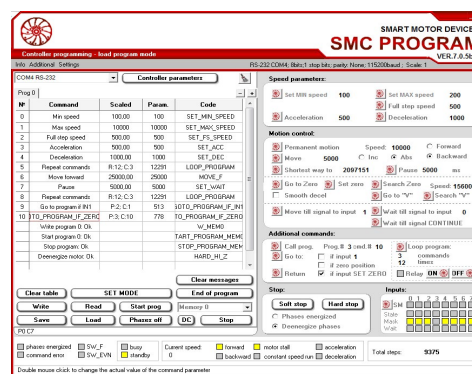 SMART MOTOR DEVICE
SMC PROGRAM
VER.7.0.5b
Controller programming - load program mode
Info Additional Settings
RS-232 COM4; 8bits;1 stop bits; parity: None; 115200baud ; Scale: 1
COM4 RS-232 Controller parameters
Prog 0
№ Command Scaled Param. Code
0 Min speed 100,00 100 SET_MIN_SPEED
1 Max speed 10000 10000 SET_MAX_SPEED
2 Full step speed 500,00 500 SET_FS_SPEED
3 Acceleration 500,00 500 SET_ACC
4 Deceleration 1000,00 1000 SET_DEC
5 Repeat commands R:12; C:3 12291 LOOP_PROGRAM
6 Move forward 25000,00 25000 MOVE_F
7 Pause 5000,00 5000 SET_WAIT
8 Repeat commands R:12; C:3 12291 LOOP_PROGRAM
9 Go to program if IN1 P:2; C:1 513 GOTO_PROGRAM_IF_IN1
10 TO_PROGRAM_IF_ZERO P:3; C:10 778 TO_PROGRAM_IF_ZERO
Write program 0: Ok W_MEM0
Start program 0: Ok TART_PROGRAM_MEM0
Stop program: Ok STOP_PROGRAM_MEM
Deenergize motor: Ok HARD_HI_Z
Clear messages
Clear table SET MODE End of program
Write Read Start prog Memory 0
Save Load Phases off DC Stop
P0 C7
Speed parameters:
Set MIN speed 100 Set MAX speed 200
Full step speed 500
Acceleration 500 Deceleration 1000
Motion control:
Permanent motion Speed: 10000 Forward
Move 5000 Inc Abs Backward
Shortest way to 2097151 Pause 5000 ms
Go to Zero Set zero Search Zero Speed: 15600
Smooth decel Go to "V" Search "V"
Move till signal to input 1 Wait till signal to input 0
Wait till signal CONTINUE
Additional commands:
Call prog. Prog.# 3 cmd.# 10 Loop program:
Go to: if input 1 3 commands
if zero position 12 times
Return if input SET ZERO Relay ON OFF
Stop: Inputs:
Soft stop Hard stop SM 0 1 2 3 4 5 6 7
Phases energized State
Deenergize phases Mask
Wait
phases energized SW_F busy Current speed: forward motor stall acceleration
command error SW_EVN standby 0 backward constant speed run deceleration
Total steps: 9375
Double mouse click to change the actual value of the command parameter